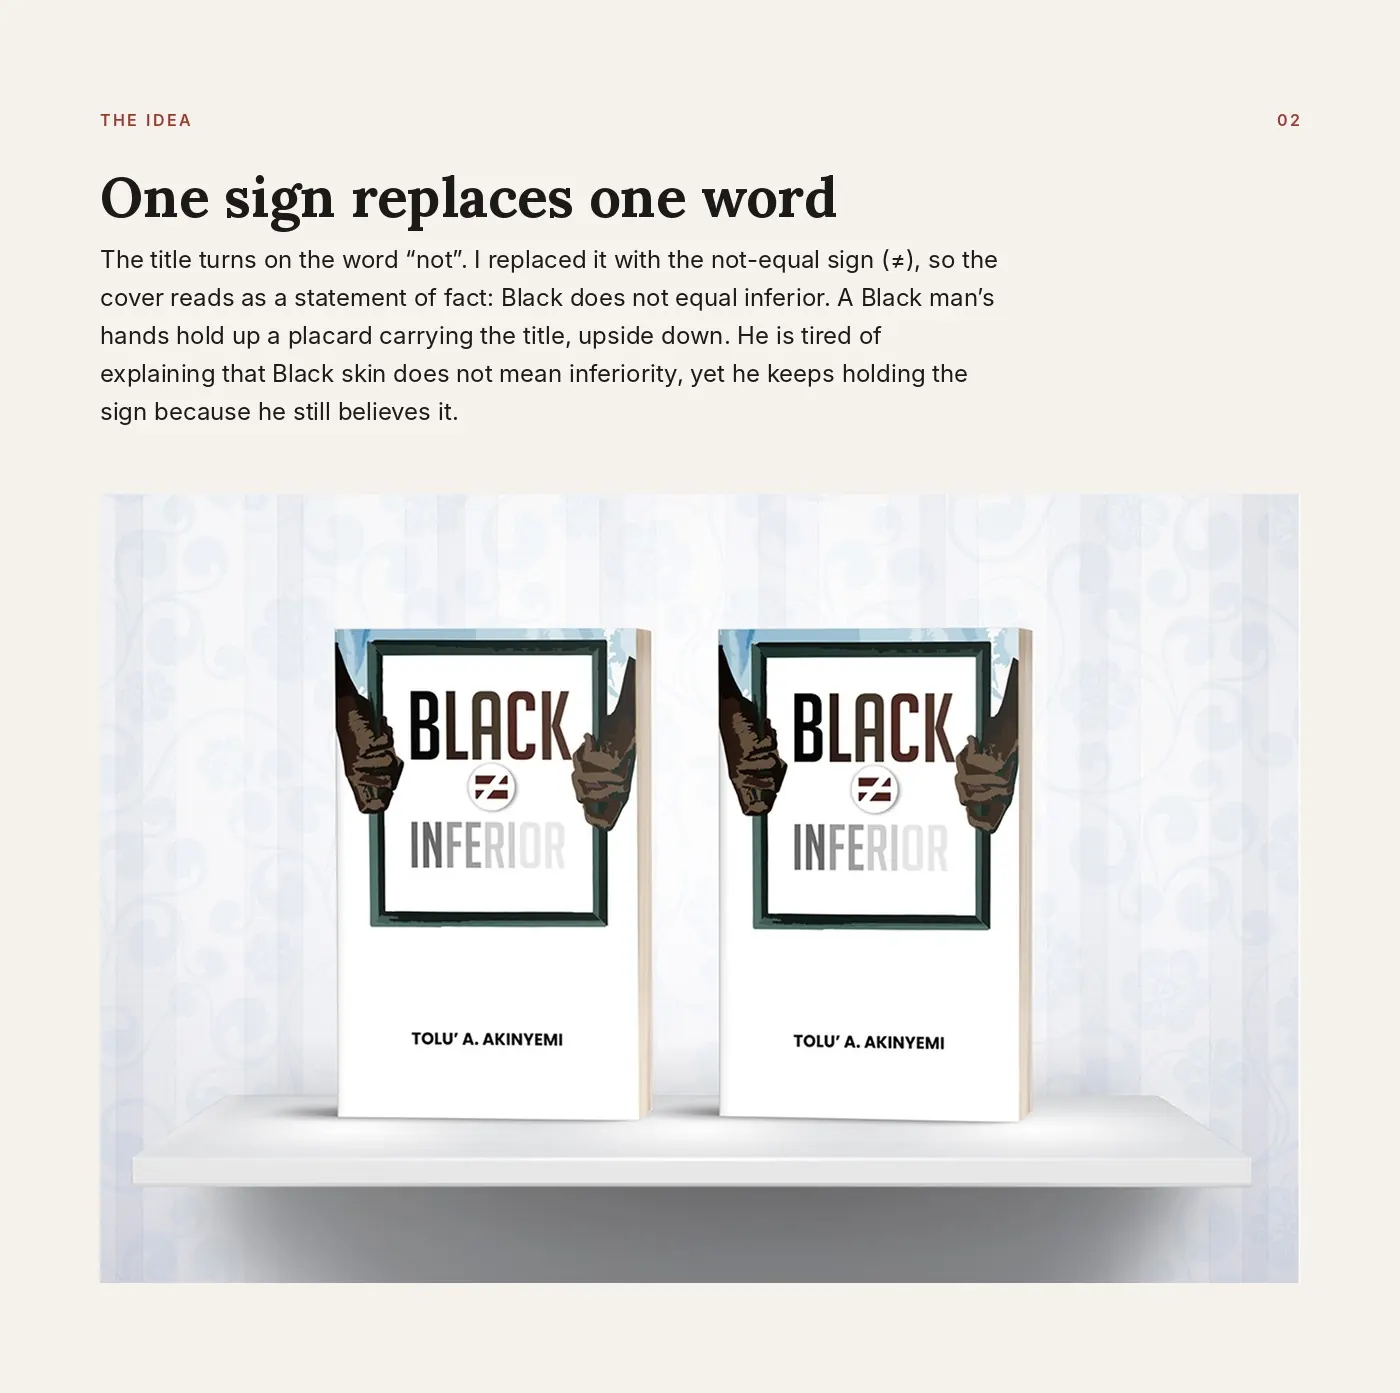 THE IDEA
02
One sign replaces one word
The title turns on the word “not”. I replaced it with the not-equal sign (≠), so the
cover reads as a statement of fact: Black does not equal inferior. A Black man’s
hands hold up a placard carrying the title, upside down. He is tired of
explaining that Black skin does not mean inferiority, yet he keeps holding the
sign because he still believes it.
BLACK
≠
INFERIOR
TOLU’ A. AKINYEMI
BLACK
≠
INFERIOR
TOLU’ A. AKINYEMI